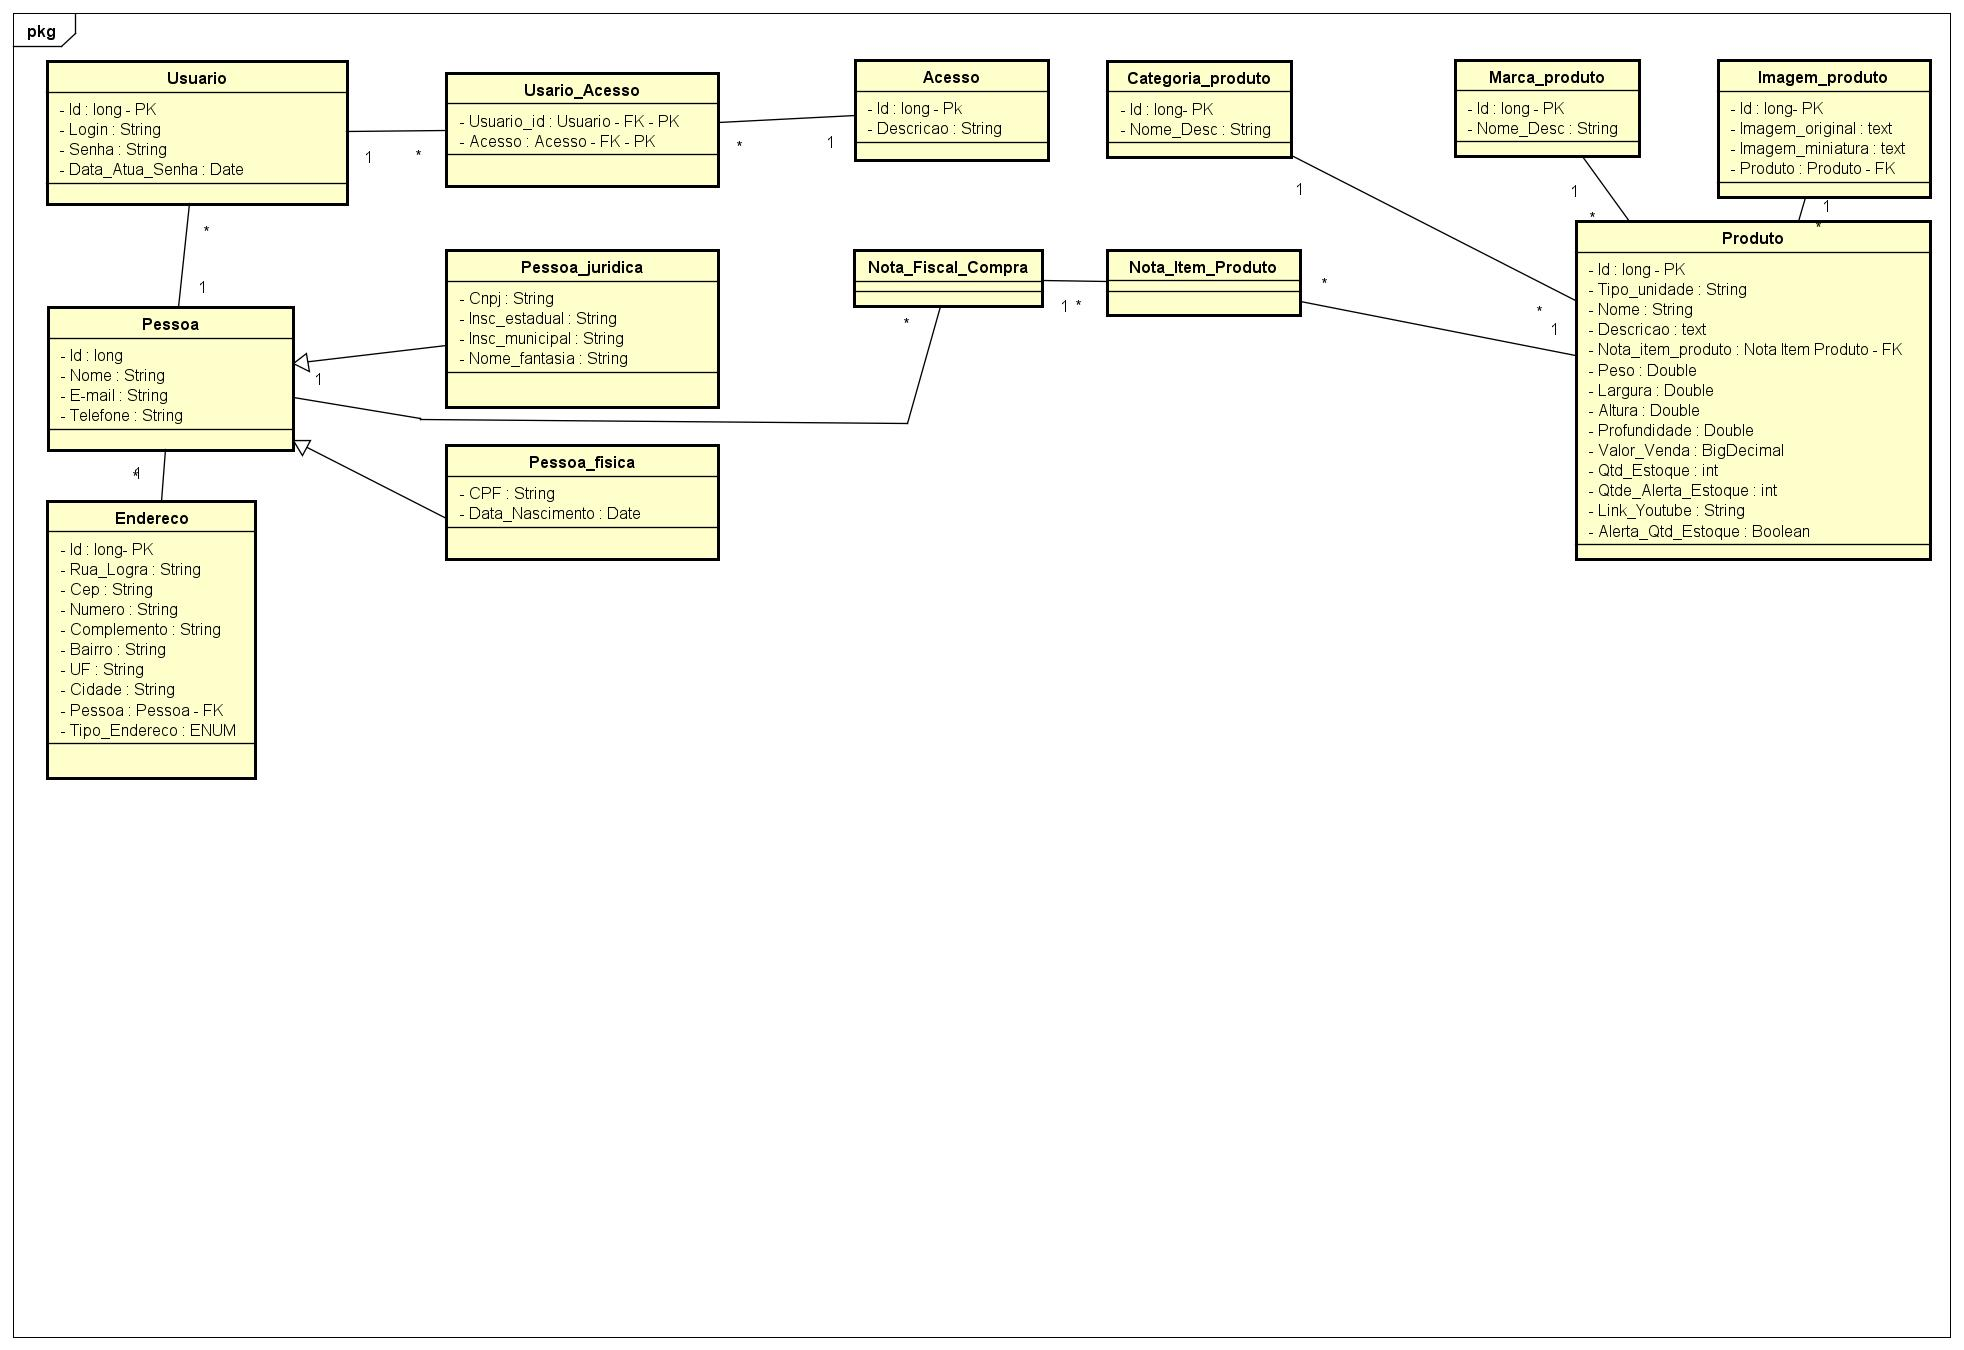 pkg
Usuario
- Id : long - PK
- Login : String
- Senha : String
- Data_Atua_Senha : Date
1
*
Usario_Acesso
- Usuario_id : Usuario - FK - PK
- Acesso : Acesso - FK - PK
*
1
Acesso
- Id : long - Pk
- Descricao : String
Categoria_produto
- Id : long- PK
- Nome_Desc : String
1
*
Marca_produto
- Id : long - PK
- Nome_Desc : String
1
*
Imagem_produto
- Id : long- PK
- Imagem_original : text
- Imagem_miniatura : text
- Produto : Produto - FK
1
*
*
1
Pessoa
- Id : long
- Nome : String
- E-mail : String
- Telefone : String
1
Pessoa_juridica
- Cnpj : String
- Insc_estadual : String
- Insc_municipal : String
- Nome_fantasia : String
Nota_Fiscal_Compra
*
1
*
Nota_Item_Produto
*
1
Produto
- Id : long - PK
- Tipo_unidade : String
- Nome : String
- Descricao : text
- Nota_item_produto : Nota Item Produto - FK
- Peso : Double
- Largura : Double
- Altura : Double
- Profundidade : Double
- Valor_Venda : BigDecimal
- Qtd_Estoque : int
- Qtde_Alerta_Estoque : int
- Link_Youtube : String
- Alerta_Qtd_Estoque : Boolean
Pessoa_fisica
- CPF : String
- Data_Nascimento : Date
*
1
Endereco
- Id : long- PK
- Rua_Logra : String
- Cep : String
- Numero : String
- Complemento : String
- Bairro : String
- UF : String
- Cidade : String
- Pessoa : Pessoa - FK
- Tipo_Endereco : ENUM